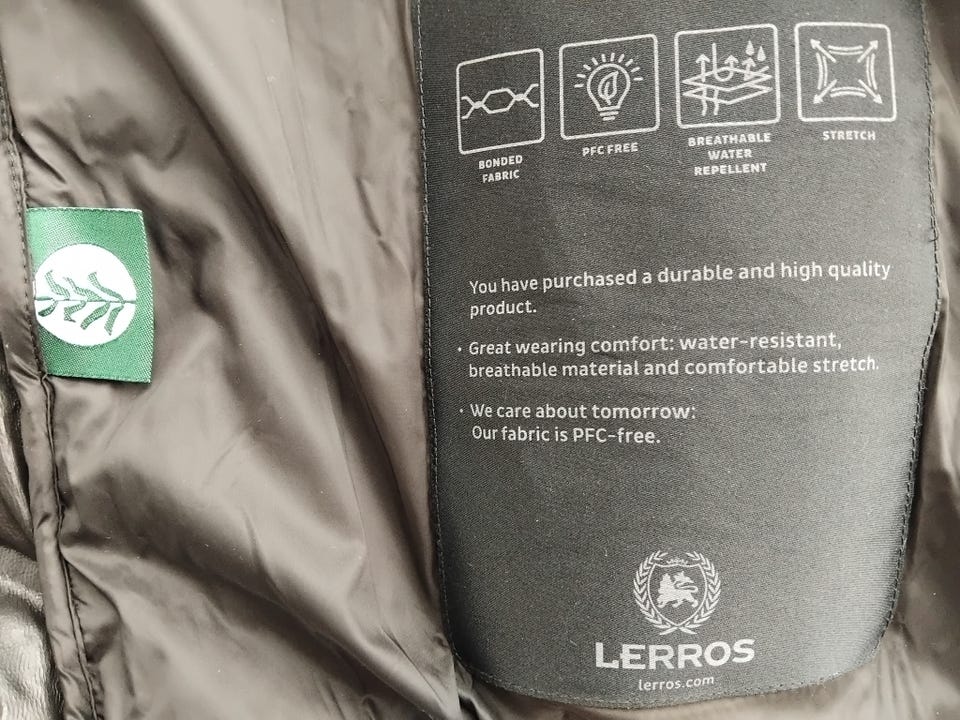 BONDED
FABRIC
PFC FREE
BREATHABLE
WATER
REPELLENT
STRETCH
You have purchased a durable and high quality
product.
· Great wearing comfort: water-resistant,
breathable material and comfortable stretch.
· We care about tomorrow:
Our fabric is PFC-free.
LERROS
lerros.com